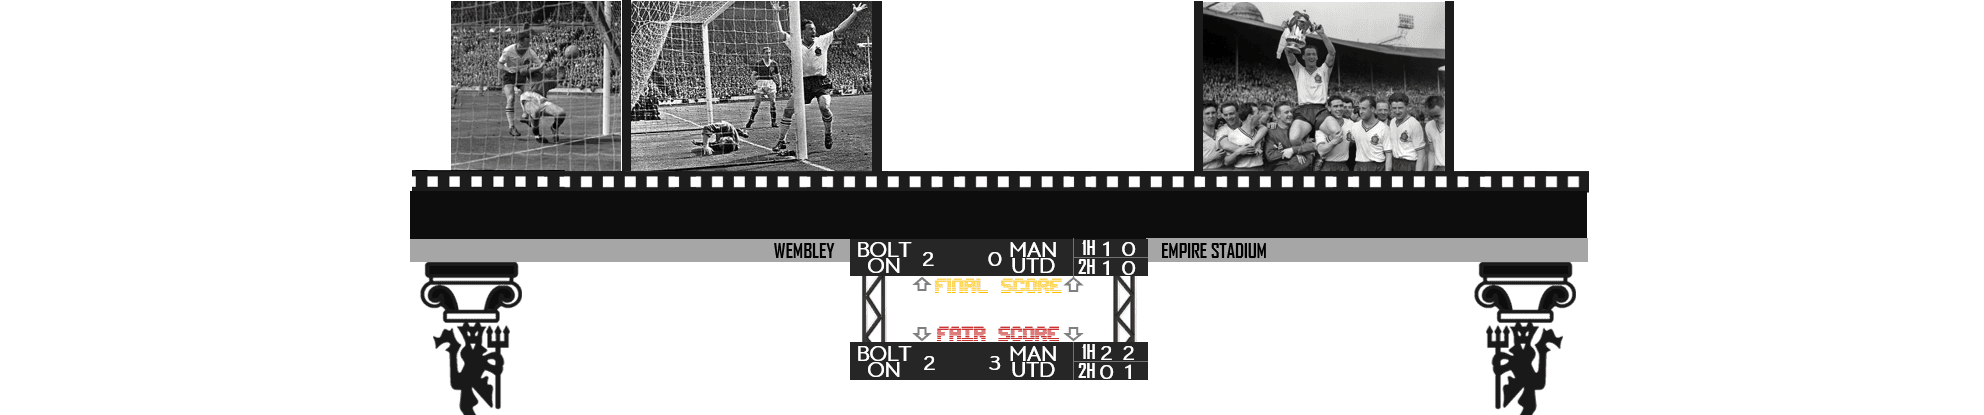 WEMBLEY
BOLT
ON
2
0
MAN
UTD
1H 1 0
2H 1 0
EMPIRE STADIUM
FINAL SCORE
FAIR SCORE
BOLT
ON
2
3
MAN
UTD
1H 2 2
2H 0 1